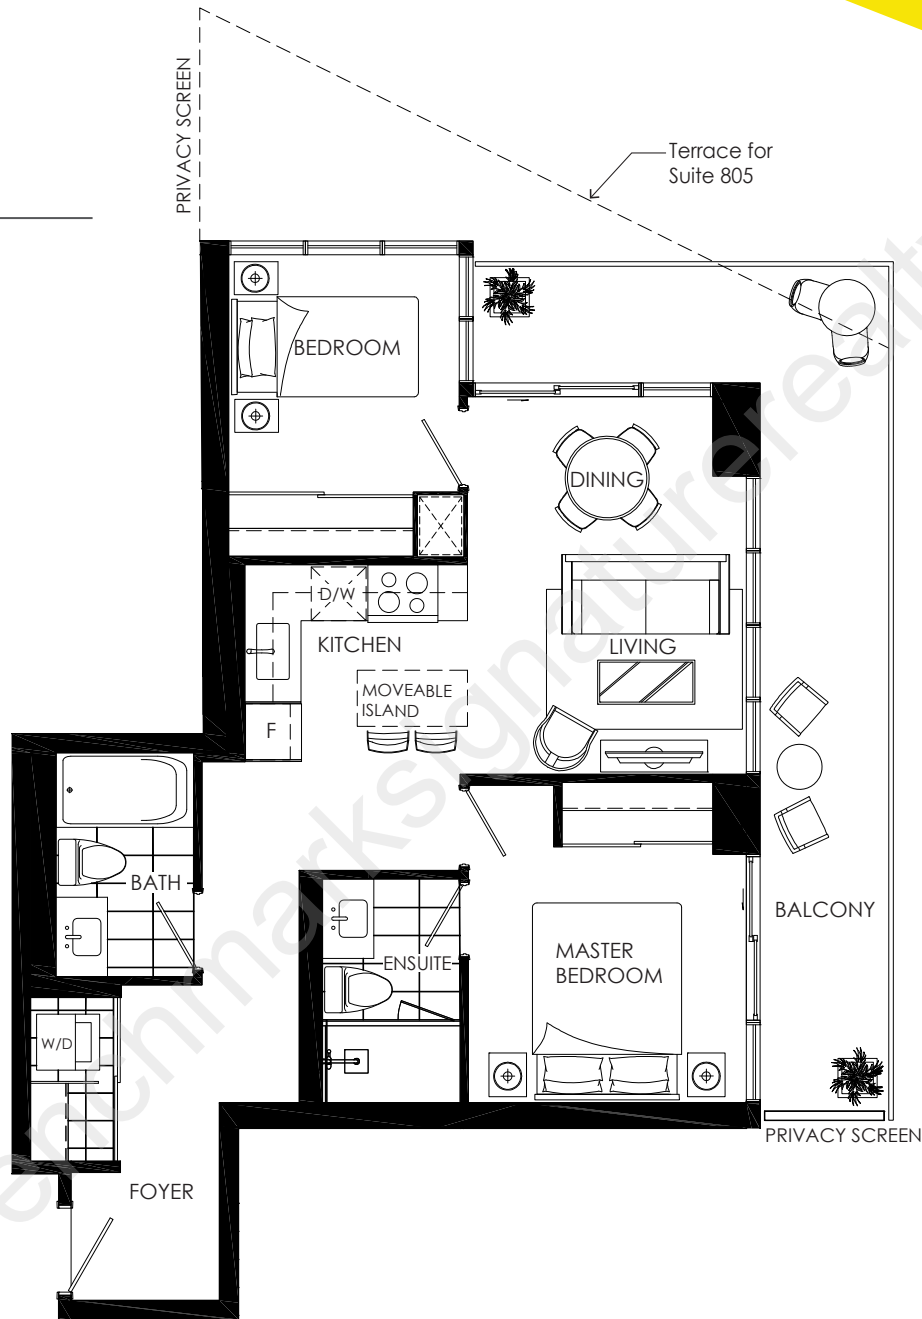 PRIVACY SCREEN
Terrace for
Suite 805
BEDROOM
DINING
D/W
KITCHEN
LIVING
MOVEABLE
ISLAND
F
BATH
BALCONY
ENSUITE
MASTER
BEDROOM
W/D
PRIVACY SCREEN
FOYER
enchmarksignaturerealt